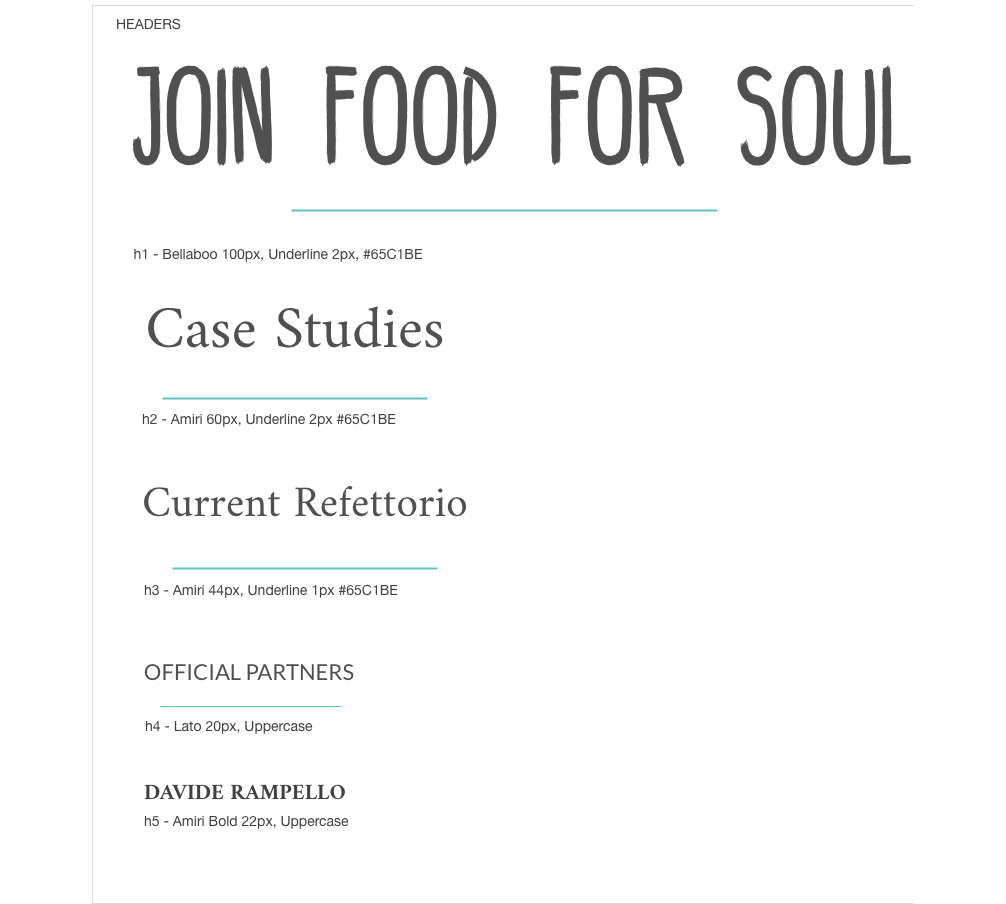 HEADERS
JOIN FOOD FOR SOUL
h1 - Bellaboo 100px, Underline 2px, #65C1BE
Case Studies
h2 - Amiri 60px, Underline 2px #65C1BE
Current Refettorio
h3 - Amiri 44px, Underline 1px #65C1BE
OFFICIAL PARTNERS
h4 - Lato 20px, Uppercase
DAVIDE RAMPELLO
h5 - Amiri Bold 22px, Uppercase